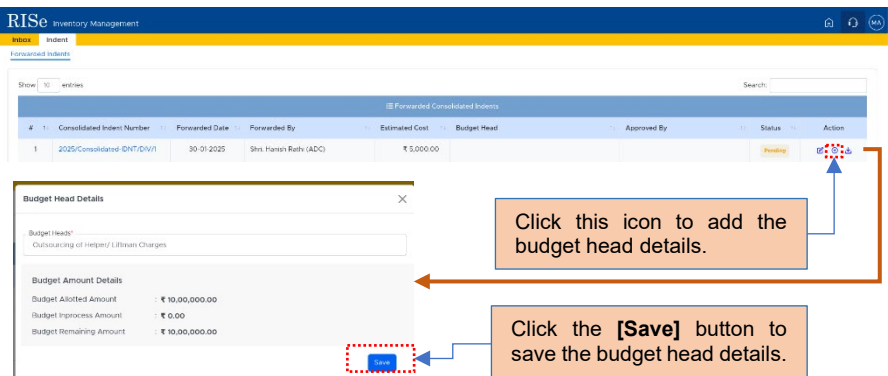 RISe Inventory Management
MA
Inbox Indent
Forwarded Indents
Show 10 entries Search:
Forwarded Consolidated Indents
# Consolidated Indent Number Forwarded Date Forwarded By Estimated Cost Budget Head Approved By Status Action
1 2025/Consolidated-IDNT/DIV/1 30-01-2025 Shri. Hanish Rathi (ADC) ₹ 5,000.00 Pending
Budget Head Details
Budget Heads*
Outsourcing of Helper/ Liftman Charges
Budget Amount Details
Budget Allotted Amount : ₹ 10,00,000.00
Budget Inprocess Amount : ₹ 0.00
Budget Remaining Amount : ₹ 10,00,000.00
Save
Click this icon to add the
budget head details.
Click the [Save] button to
save the budget head details.